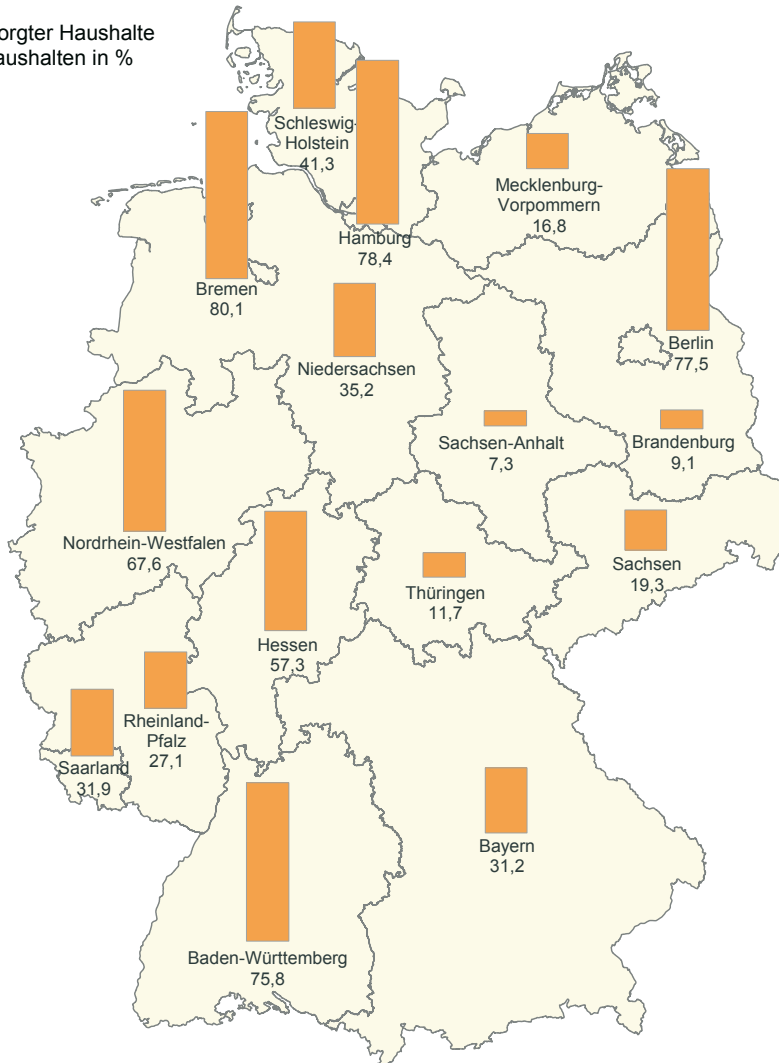 orgter Haushalte
aushalten in %
Schleswig-
Holstein
41,3
Hamburg
78,4
Mecklenburg-
Vorpommern
16,8
Bremen
80,1
Niedersachsen
35,2
Berlin
77,5
Sachsen-Anhalt
7,3
Brandenburg
9,1
Nordrhein-Westfalen
67,6
Hessen
57,3
Thüringen
11,7
Sachsen
19,3
Rheinland-
Pfalz
27,1
Saarland
31,9
Bayern
31,2
Baden-Württemberg
75,8